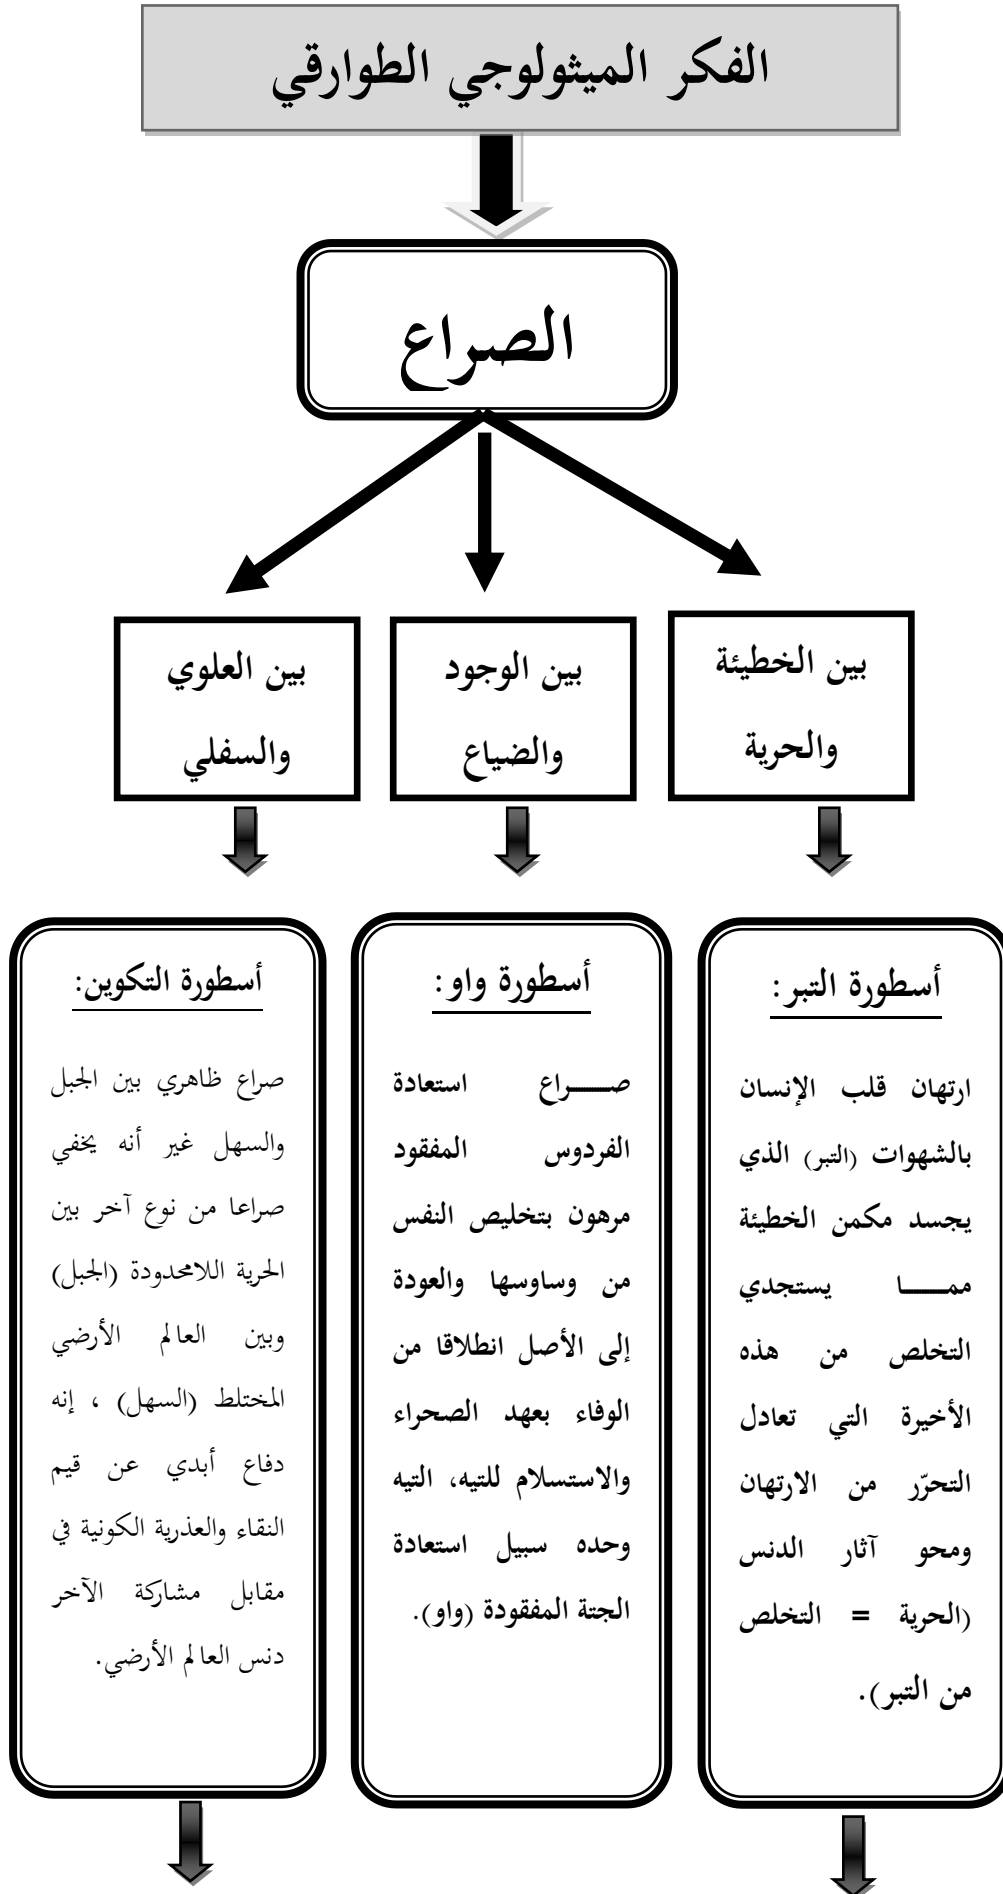 الفكر الميثولوجي الطوارقي
الصراع
بين الخطيئة
والحرية
بين الوجود
والضياع
بين العلوي
والسفلي
أسطورة التبر:
ارتهان قلب الإنسان
بالشهوات (التبر) الذي
يجسد مكمن الخطيئة
ممـــا يستجدي
التخلص من هذه
الأخيرة التي تعادل
التحرّر من الارتهان
ومحو آثار الدنس
(الحرية = التخلص
من التبر).
أسطورة واو:
صـــراع استعادة
الفردوس المفقود
مرهون بتخليص النفس
من وساوسها والعودة
إلى الأصل انطلاقا من
الوفاء بعهد الصحراء
والاستسلام للتيه، التيه
وحده سبيل استعادة
الجتة المفقودة (واو).
أسطورة التكوين:
صراع ظاهري بين الجبل
والسهل غير أنه يخفي
صراعا من نوع آخر بين
الحرية اللامحدودة (الجبل)
وبين العالم الأرضي
المختلط (السهل) ، إنه
دفاع أبدي عن قيم
النقاء والعذرية الكونية في
مقابل مشاركة الآخر
دنس العالم الأرضي.